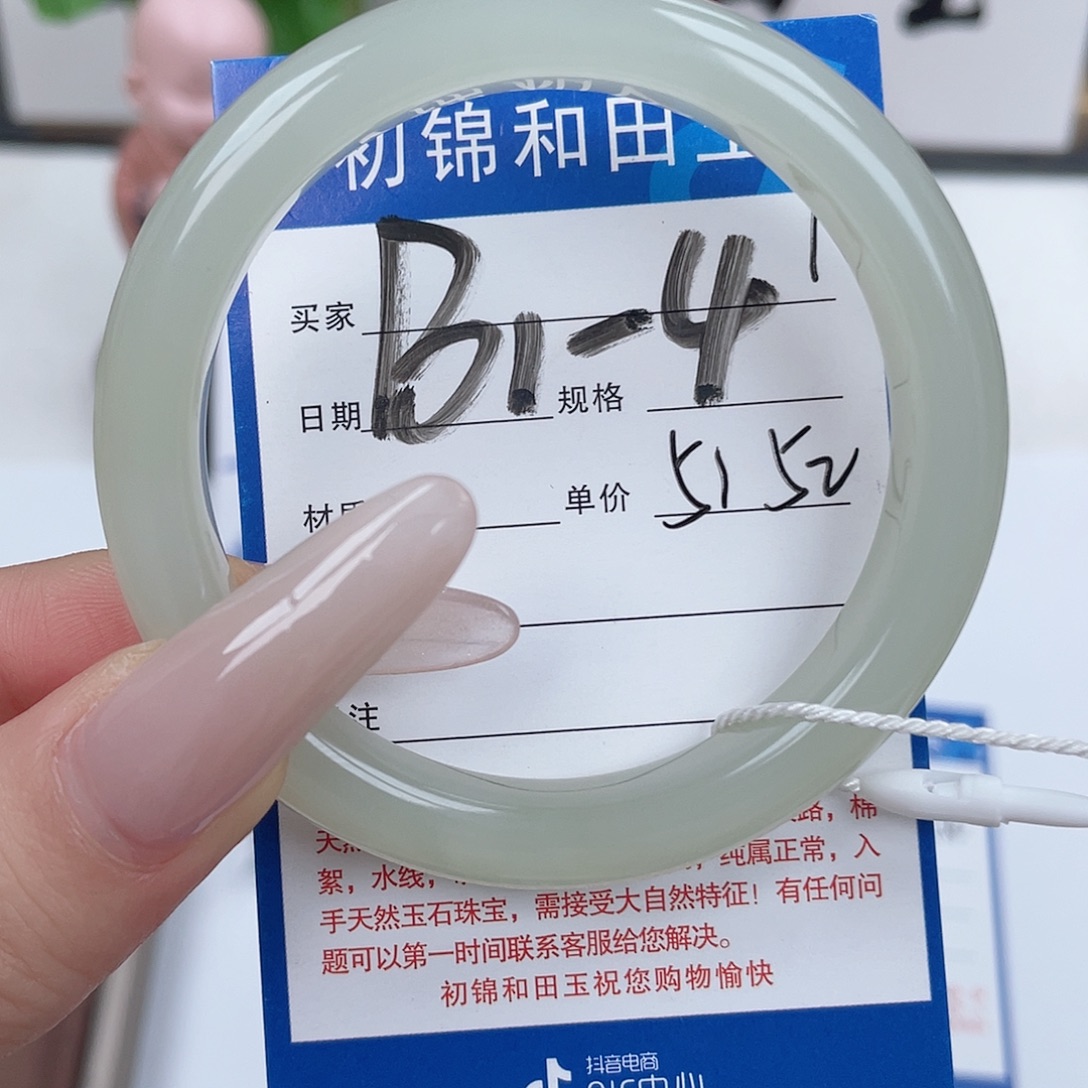 初锦和田玉
B1-4
买家
日期 规格
单价 51 52
注
路，棉
絮，水线， 纯属正常，入
手天然玉石珠宝，需接受大自然特征！有任何问
题可以第一时间联系客服给您解决。
初锦和田玉祝您购物愉快
抖音电商